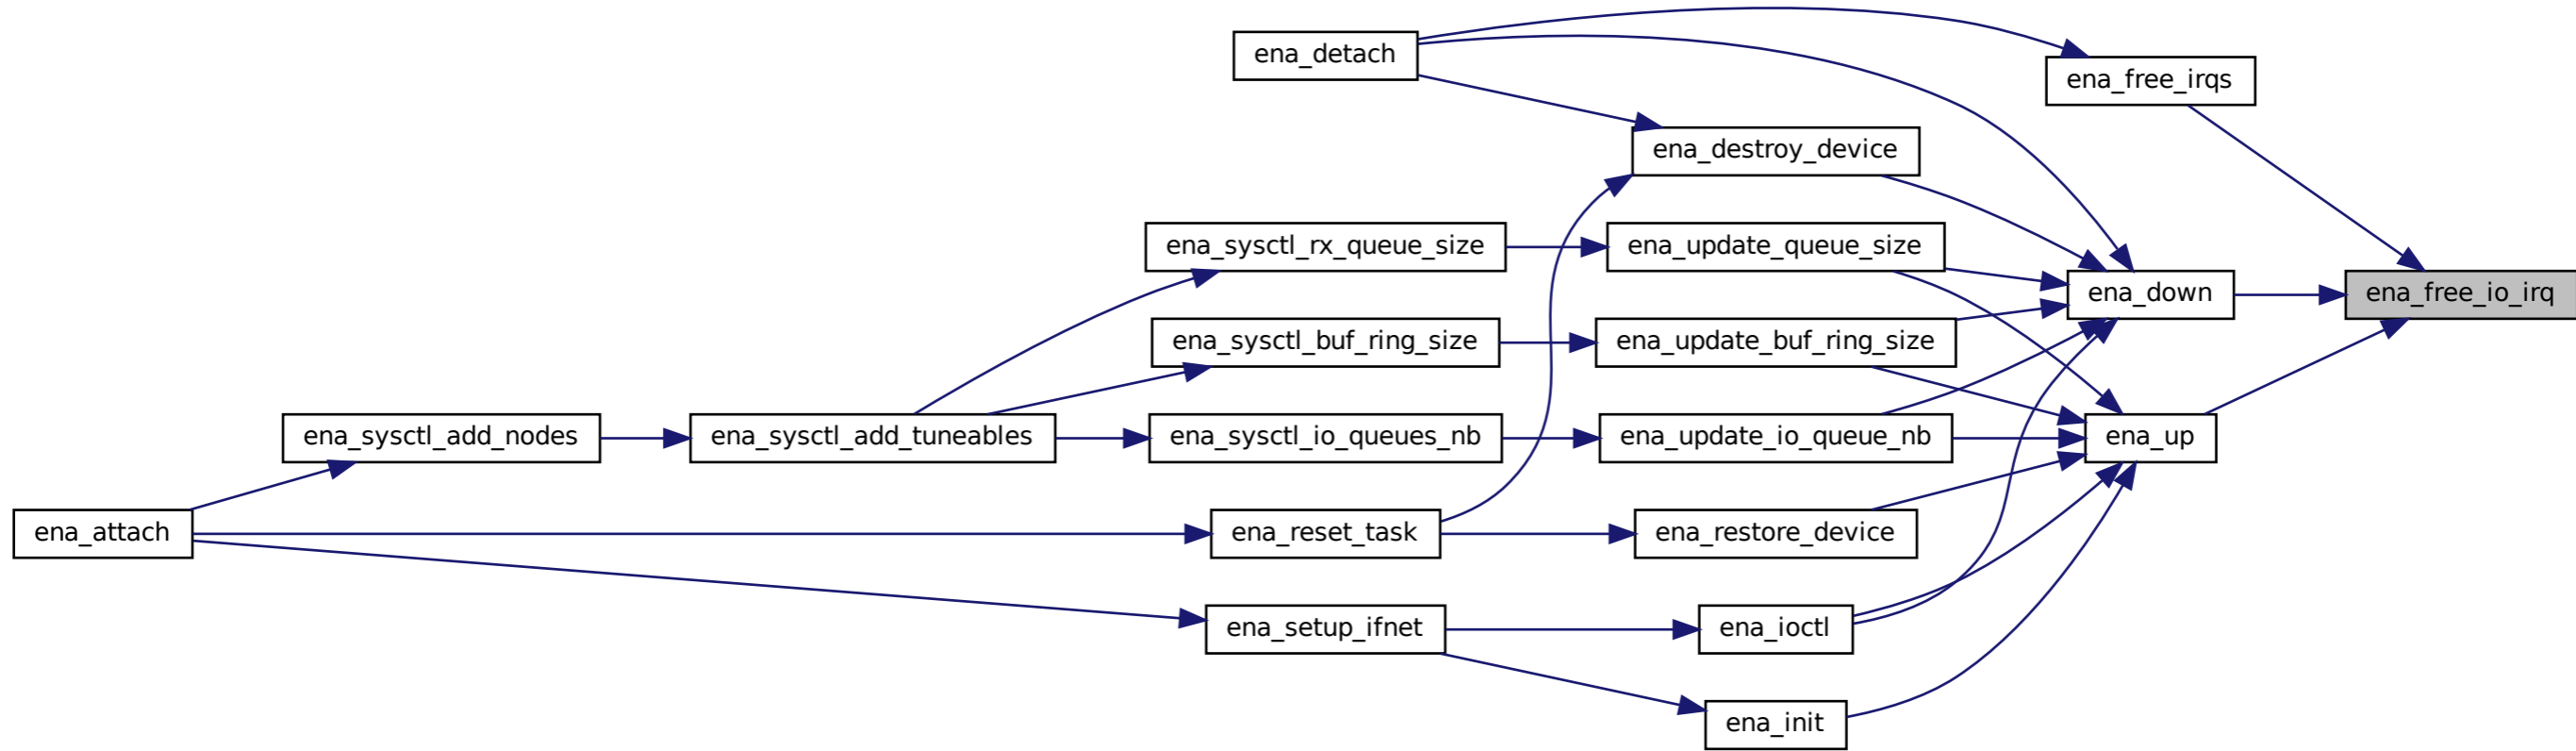 ena_detach
ena_free_irqs
ena_destroy_device
ena_sysctl_rx_queue_size
ena_update_queue_size
ena_down
ena_free_io_irq
ena_sysctl_buf_ring_size
ena_update_buf_ring_size
ena_sysctl_add_nodes
ena_sysctl_add_tuneables
ena_sysctl_io_queues_nb
ena_update_io_queue_nb
ena_up
ena_attach
ena_reset_task
ena_restore_device
ena_setup_ifnet
ena_ioctl
ena_init